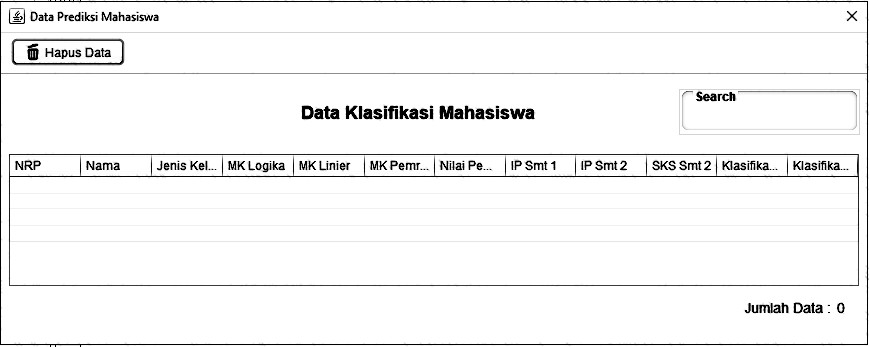 Data Prediksi Mahasiswa
Hapus Data
Search
Data Klasifikasi Mahasiswa
NRP Nama Jenis Kel... MK Logika MK Linier MK Pemr... Nilai Pe... IP Smt 1 IP Smt 2 SKS Smt 2 Klasifika... Klasifika...
Jumlah Data : 0